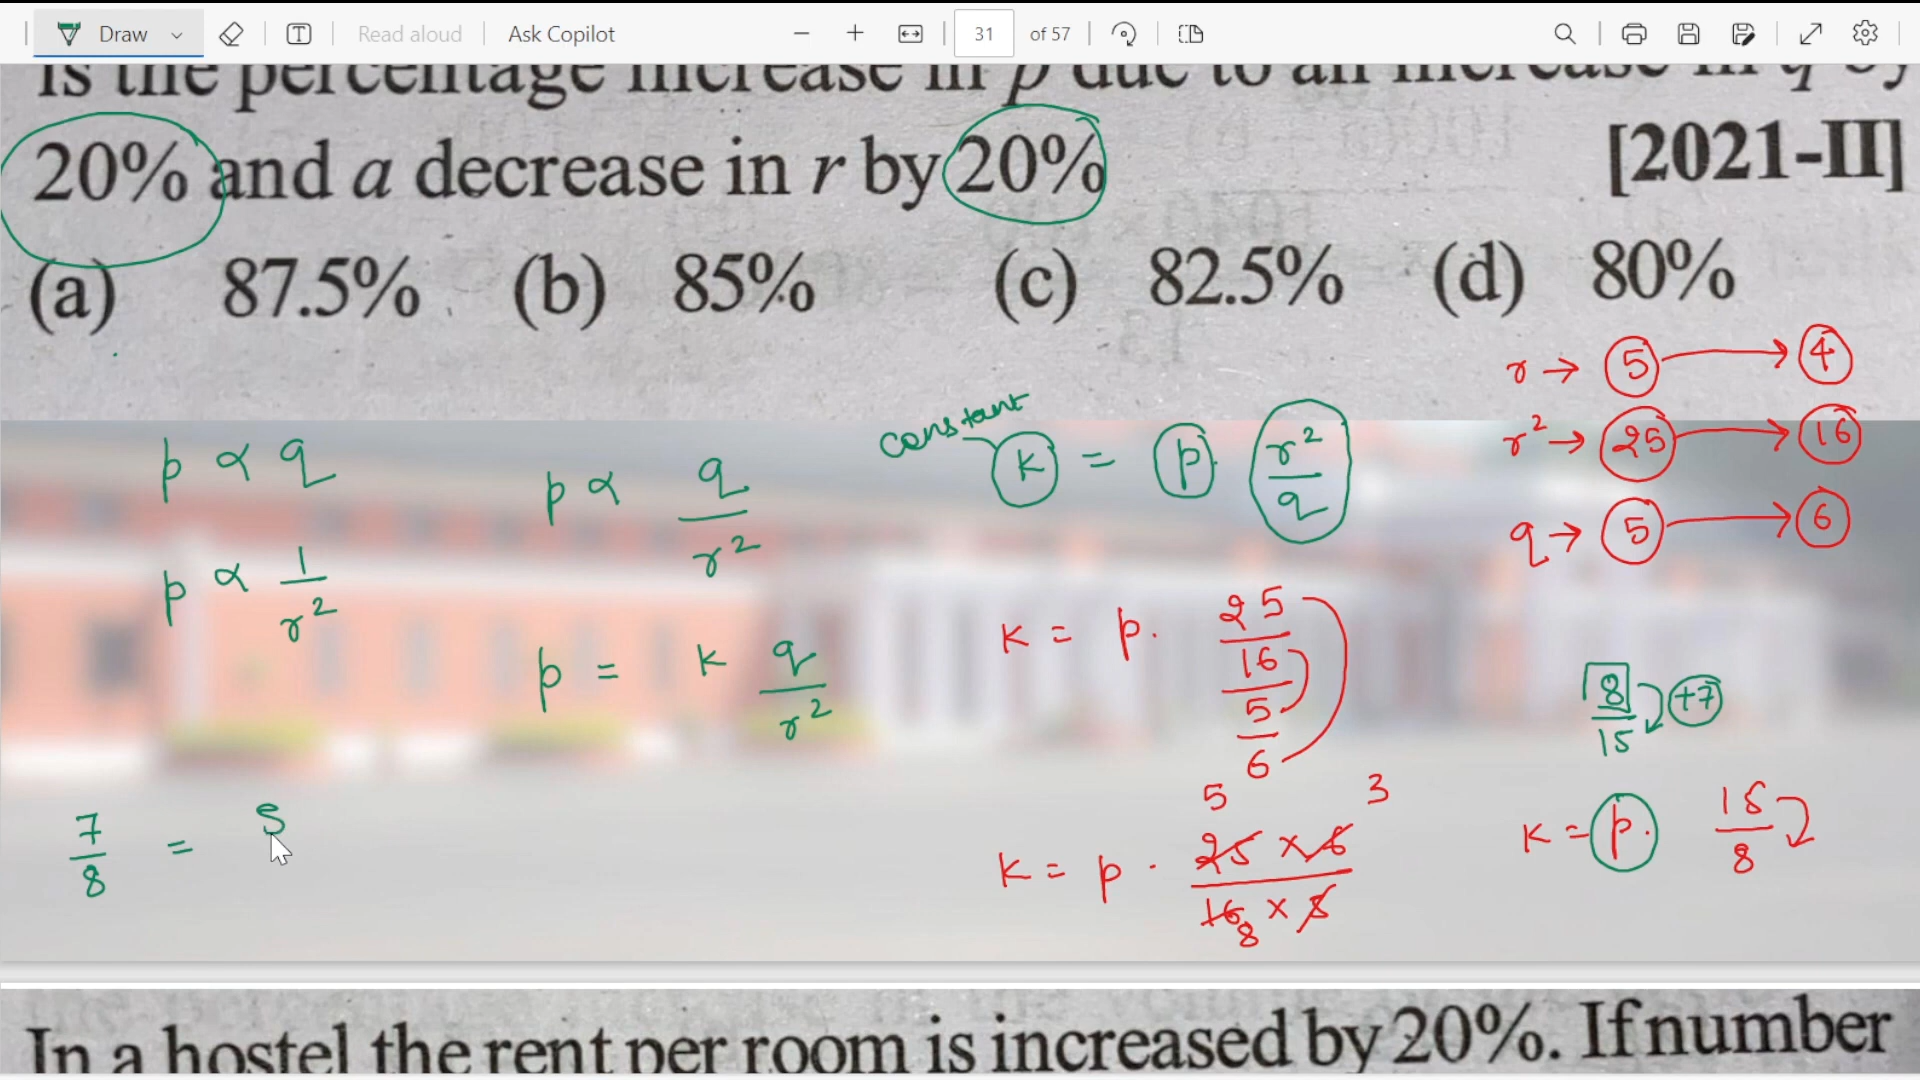 Draw Read aloud Ask Copilot 31 of 57
is the percentage increase in p due to an increase in q by
20% and a decrease in r by 20% [2021-II]
(a) 87.5% (b) 85% (c) 82.5% (d) 80%
r → 5 → 4
r² → 25 → 16
q → 5 → 6
constant
p ∝ q
p ∝ q/r²
k = p. r²/q
p ∝ 1/r²
p = k q/r²
k = p. 25/16 / 5/6
8/15 +7
5 3
k = p. 25 × 6 / 16 × 5
8
k = p. 15/8
7/8 =
In a hostel the rent per room is increased by 20%. If number